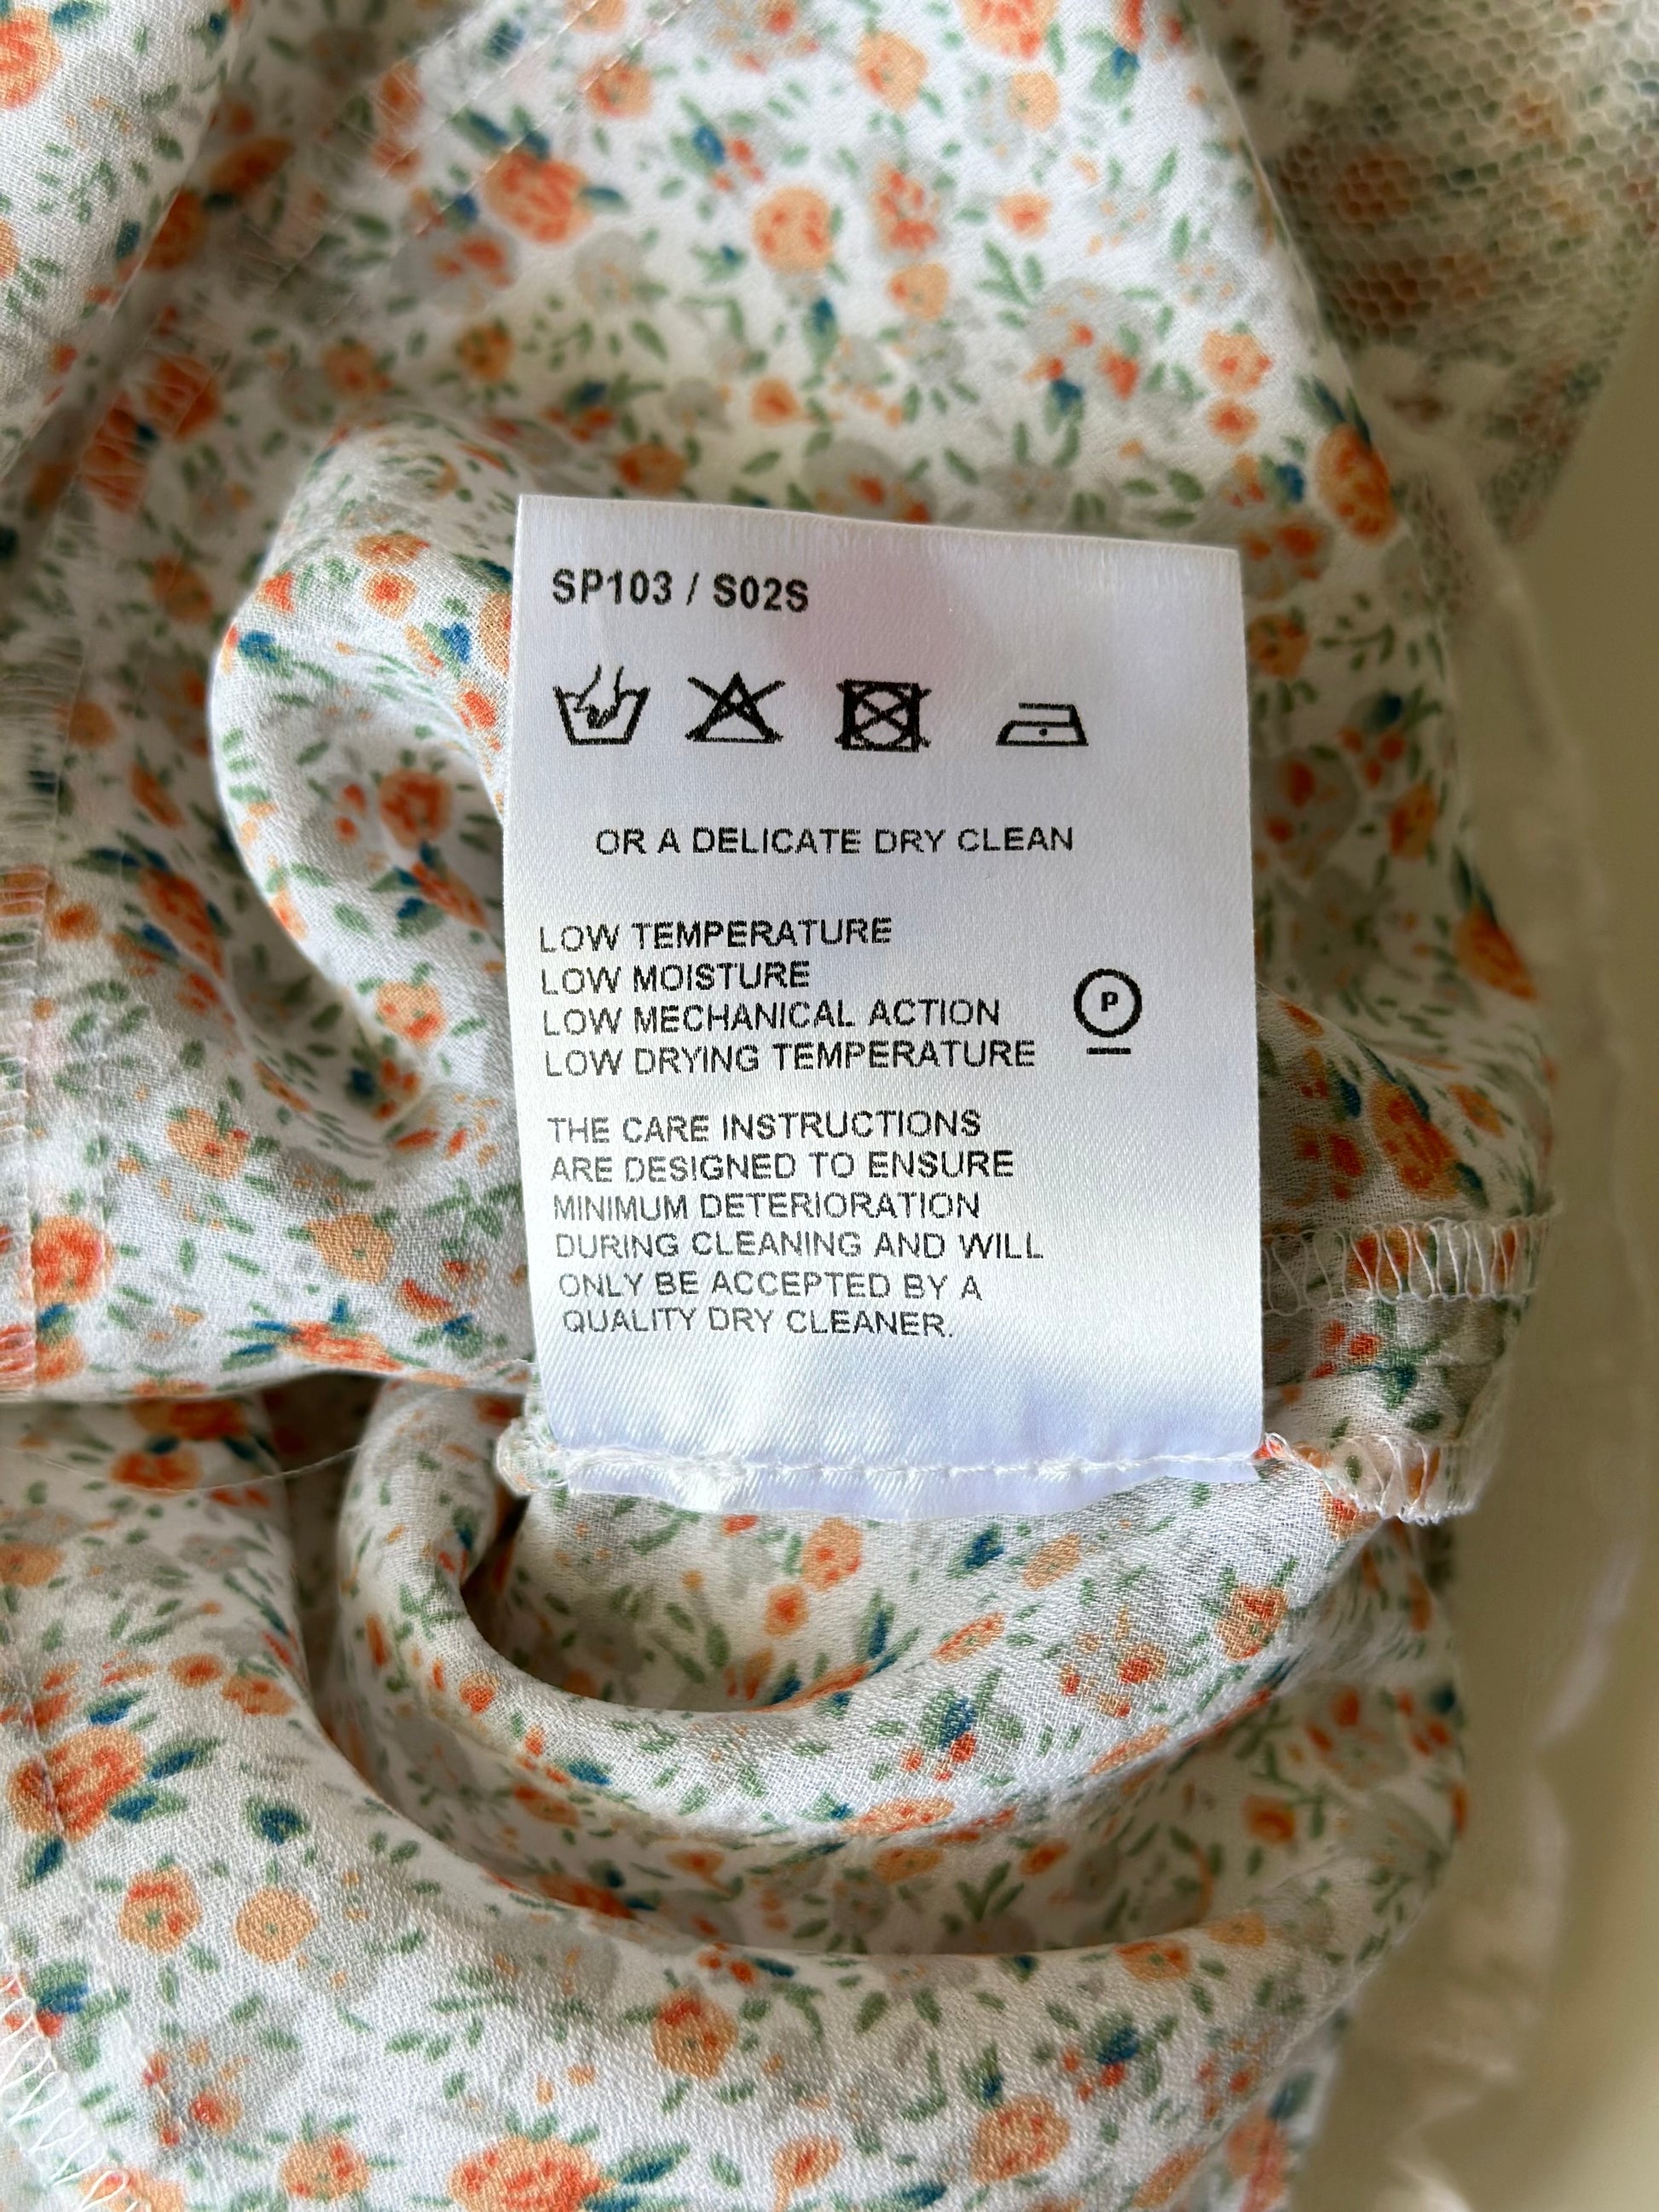 SP103 / S02S
OR A DELICATE DRY CLEAN
LOW TEMPERATURE
LOW MOISTURE
LOW MECHANICAL ACTION
LOW DRYING TEMPERATURE
P
THE CARE INSTRUCTIONS
ARE DESIGNED TO ENSURE
MINIMUM DETERIORATION
DURING CLEANING AND WILL
ONLY BE ACCEPTED BY A
QUALITY DRY CLEANER.